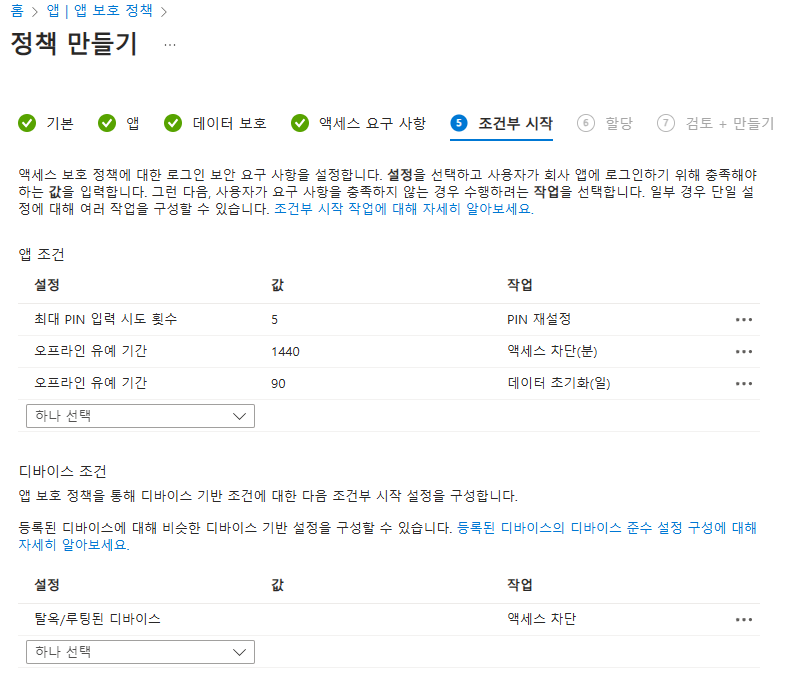 홈 > 앱 | 앱 보호 정책 >
정책 만들기 ...
기본 앱 데이터 보호 액세스 요구 사항 5 조건부 시작 6 할당 7 검토 + 만들기
액세스 보호 정책에 대한 로그인 보안 요구 사항을 설정합니다. 설정을 선택하고 사용자가 회사 앱에 로그인하기 위해 충족해야
하는 값을 입력합니다. 그런 다음, 사용자가 요구 사항을 충족하지 않는 경우 수행하려는 작업을 선택합니다. 일부 경우 단일 설
정에 대해 여러 작업을 구성할 수 있습니다. 조건부 시작 작업에 대해 자세히 알아보세요.
앱 조건
설정 값 작업
최대 PIN 입력 시도 횟수 5 PIN 재설정 •••
오프라인 유예 기간 1440 액세스 차단(분) •••
오프라인 유예 기간 90 데이터 초기화(일) •••
하나 선택
디바이스 조건
앱 보호 정책을 통해 디바이스 기반 조건에 대한 다음 조건부 시작 설정을 구성합니다.
등록된 디바이스에 대해 비슷한 디바이스 기반 설정을 구성할 수 있습니다. 등록된 디바이스의 디바이스 준수 설정 구성에 대해
자세히 알아보세요.
설정 값 작업
탈옥/루팅된 디바이스 액세스 차단 •••
하나 선택